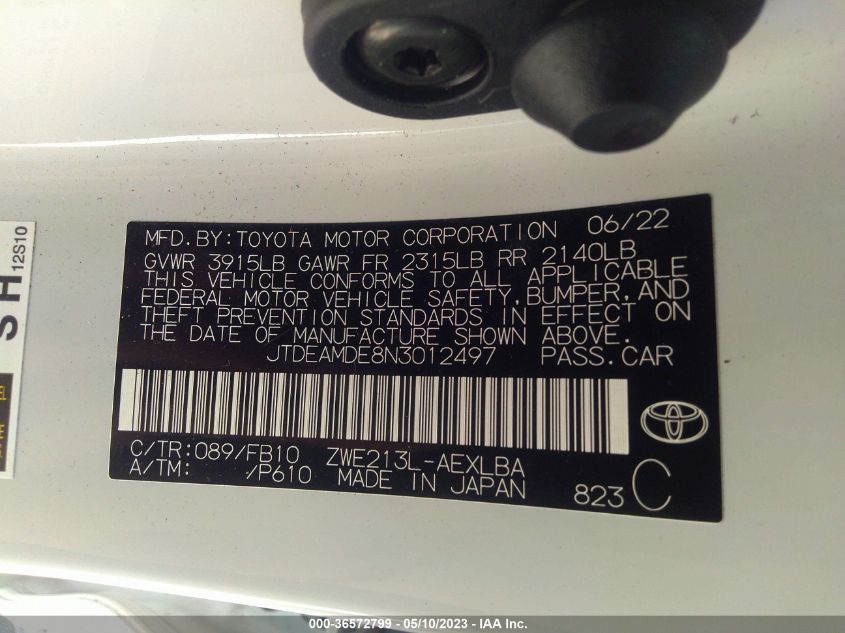 MFD.BY:TOYOTA MOTOR CORPORATION 06/22
GVWR 3915LB GAWR FR 2315LB RR 2140LB
THIS VEHICLE CONFORMS TO ALL APPLICABLE
FEDERAL MOTOR VEHICLE SAFETY,BUMPER,AND
THEFT PREVENTION STANDARDS IN EFFECT ON
THE DATE OF MANUFACTURE SHOWN ABOVE.
JTDEAMDE8N3012497 PASS.CAR
C/TR:089/FB10 ZWE213L-AEXLBA
A/TM: /P610 MADE IN JAPAN 823 C
S H
12S10
000-36572799 - 05/10/2023 - IAA Inc.